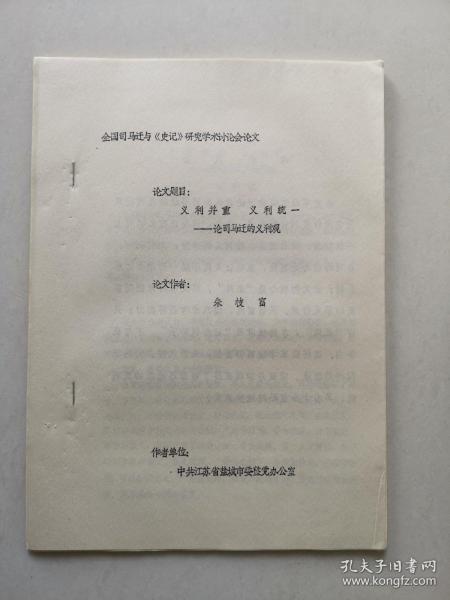 全国司马迁与《史记》研究学术讨论会论文
论文题目：
义利并重 义利统一
——论司马迁的义利观
论文作者：
朱枝富
作者单位：
中共江苏省盐城市委整党办公室
孔夫子旧书网
www.kongfz.com